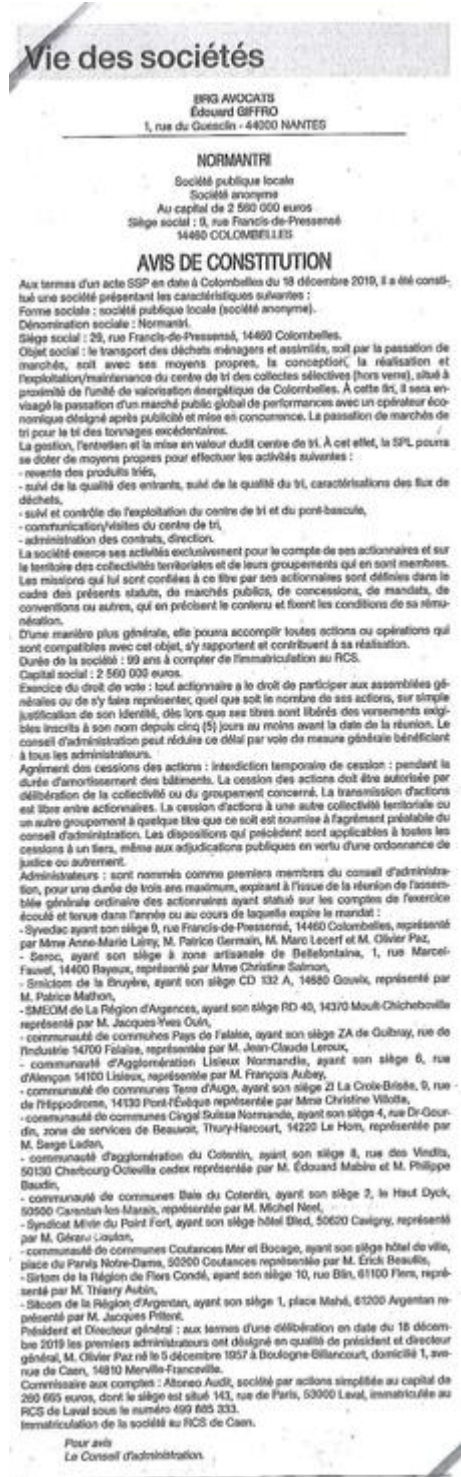 Vie des sociétés
BRG AVOCATS
Édouard GIFFRO
1, rue du Guesclin - 44000 NANTES
NORMANTRI
Société publique locale
Société anonyme
Au capital de 2 560 000 euros
Siège social : 9, rue Francis-de-Pressensé
14460 COLOMBELLES
AVIS DE CONSTITUTION
Aux termes d'un acte SSP en date à Colombelles du 18 décembre 2019, il a été consti-
tué une société présentant les caractéristiques suivantes :
Forme sociale : société publique locale (société anonyme).
Dénomination sociale : Normantri.
Siège social : 29, rue Francis-de-Pressensé, 14460 Colombelles.
Objet social : le transport des déchets ménagers et assimilés, soit par la passation de
marchés, soit avec ses moyens propres, la conception, la réalisation et
l'exploitation/maintenance du centre de tri des collectes sélectives (hors verre), situé à
proximité de l'unité de valorisation énergétique de Colombelles. À cette fin, il sera en-
visagé la passation d'un marché public global de performances avec un opérateur éco-
nomique désigné après publicité et mise en concurrence. La passation de marchés de
tri pour le tri des tonnages excédentaires.
La gestion, l'entretien et la mise en valeur dudit centre de tri. À cet effet, la SPL pourra
se doter de moyens propres pour effectuer les activités suivantes :
- revente des produits triés,
- suivi de la qualité des entrants, suivi de la qualité du tri, caractérisations des flux de
déchets,
- suivi et contrôle de l'exploitation du centre de tri et du pont-bascule,
- communication/visites du centre de tri,
- administration des contrats, direction.
La société exerce ses activités exclusivement pour le compte de ses actionnaires et sur
le territoire des collectivités territoriales et de leurs groupements qui en sont membres.
Les missions qui lui sont confiées à ce titre par ses actionnaires sont définies dans le
cadre des présents statuts, de marchés publics, de concessions, de mandats, de
conventions ou autres, qui en précisent le contenu et fixent les conditions de sa rému-
nération.
D'une manière plus générale, elle pourra accomplir toutes actions ou opérations qui
sont compatibles avec cet objet, s'y rapportent et contribuent à sa réalisation.
Durée de la société : 99 ans à compter de l'immatriculation au RCS.
Capital social : 2 560 000 euros.
Exercice du droit de vote : tout actionnaire a le droit de participer aux assemblées gé-
nérales ou de s'y faire représenter, quel que soit le nombre de ses actions, sur simple
justification de son identité, dès lors que ses titres sont libérés des versements exigi-
bles inscrits à son nom depuis cinq (5) jours au moins avant la date de la réunion. Le
conseil d'administration peut réduire ce délai par voie de mesure générale bénéficiant
à tous les administrateurs.
Agrément des cessions des actions : interdiction temporaire de cession : pendant la
durée d'amortissement des bâtiments. La cession des actions doit être autorisée par
délibération de la collectivité ou du groupement concerné. La transmission d'actions
est libre entre actionnaires. La cession d'actions à une autre collectivité territoriale ou
un autre groupement à quelque titre que ce soit est soumise à l'agrément préalable du
conseil d'administration. Les dispositions qui précèdent sont applicables à toutes les
cessions à un tiers, même aux adjudications publiques en vertu d'une ordonnance de
justice ou autrement.
Administrateurs : sont nommés comme premiers membres du conseil d'administra-
tion, pour une durée de trois ans maximum, expirant à l'issue de la réunion de l'assem-
blée générale ordinaire des actionnaires ayant statué sur les comptes de l'exercice
écoulé et tenue dans l'année ou au cours de laquelle expire le mandat :
- Syvedac ayant son siège 9, rue Francis-de-Pressensé, 14460 Colombelles, représenté
par Mme Anne-Marie Lamy, M. Patrice Germain, M. Marc Lecerf et M. Olivier Paz,
- Seroc, ayant son siège à zone artisanale de Bellefontaine, 1, rue Marcel-
Fauvel, 14400 Bayeux, représenté par Mme Christine Salmon,
- Smictom de la Bruyère, ayant son siège CD 132 A, 14680 Gouvix, représenté par
M. Patrice Mathon,
- SMEOM de La Région d'Argences, ayant son siège RD 40, 14370 Moult-Chicheboville
représenté par M. Jacques-Yves Ouin,
- communauté de communes Pays de Falaise, ayant son siège ZA de Guibray, rue de
l'Industrie 14700 Falaise, représentée par M. Jean-Claude Leroux,
- communauté d'Agglomération Lisieux Normandie, ayant son siège 6, rue
d'Alençon 14100 Lisieux, représentée par M. François Aubey,
- communauté de communes Terre d'Auge, ayant son siège ZI La Croix-Brisée, 9, rue
de l'Hippodrome, 14130 Pont-l'Évêque représentée par Mme Christine Villotte,
- communauté de communes Cingal Suisse Normande, ayant son siège 4, rue Dr-Gour-
din, zone de services de Beauvoir, Thury-Harcourt, 14220 Le Hom, représentée par
M. Serge Ladan,
- communauté d'agglomération du Cotentin, ayant son siège 8, rue des Vindits,
50130 Cherbourg-Octeville cedex représentée par M. Édouard Mabire et M. Philippe
Baudin,
- communauté de communes Baie du Cotentin, ayant son siège 2, le Haut Dyck,
50500 Carentan-les-Marais, représentée par M. Michel Neel,
- Syndicat Mixte du Point Fort, ayant son siège hôtel Bled, 50620 Cavigny, représenté
par M. Gérard Coulon,
- communauté de communes Coutances Mer et Bocage, ayant son siège hôtel de ville,
place du Parvis Notre-Dame, 50200 Coutances représentée par M. Erick Beaufils,
- Sirtom de la Région de Flers Condé, ayant son siège 10, rue Blin, 61100 Flers, repré-
senté par M. Thierry Aubin,
- Sitcom de la Région d'Argentan, ayant son siège 1, place Mahé, 61200 Argentan re-
présenté par M. Jacques Prigent.
Président et Directeur général : aux termes d'une délibération en date du 18 décem-
bre 2019 les premiers administrateurs ont désigné en qualité de président et directeur
général, M. Olivier Paz né le 5 décembre 1957 à Boulogne-Billancourt, domicilié 1, ave-
nue de Caen, 14810 Merville-Franceville.
Commissaire aux comptes : Altoneo Audit, société par actions simplifiée au capital de
260 665 euros, dont le siège est situé 143, rue de Paris, 53000 Laval, immatriculée au
RCS de Laval sous le numéro 499 885 333.
Immatriculation de la société au RCS de Caen.
Pour avis
Le Conseil d'administration.